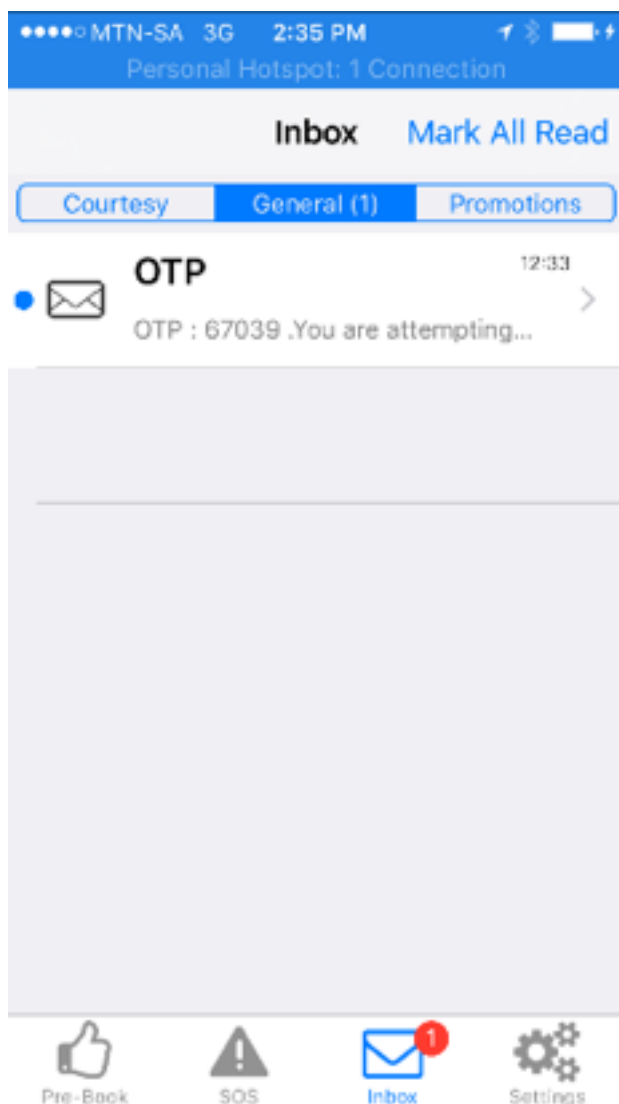 MTN-SA 3G 2:35 PM
Personal Hotspot: 1 Connection
Inbox Mark All Read
Courtesy General (1) Promotions
OTP 12:33
OTP : 67039 .You are attempting...
1
Pre-Book SOS Inbox Settings